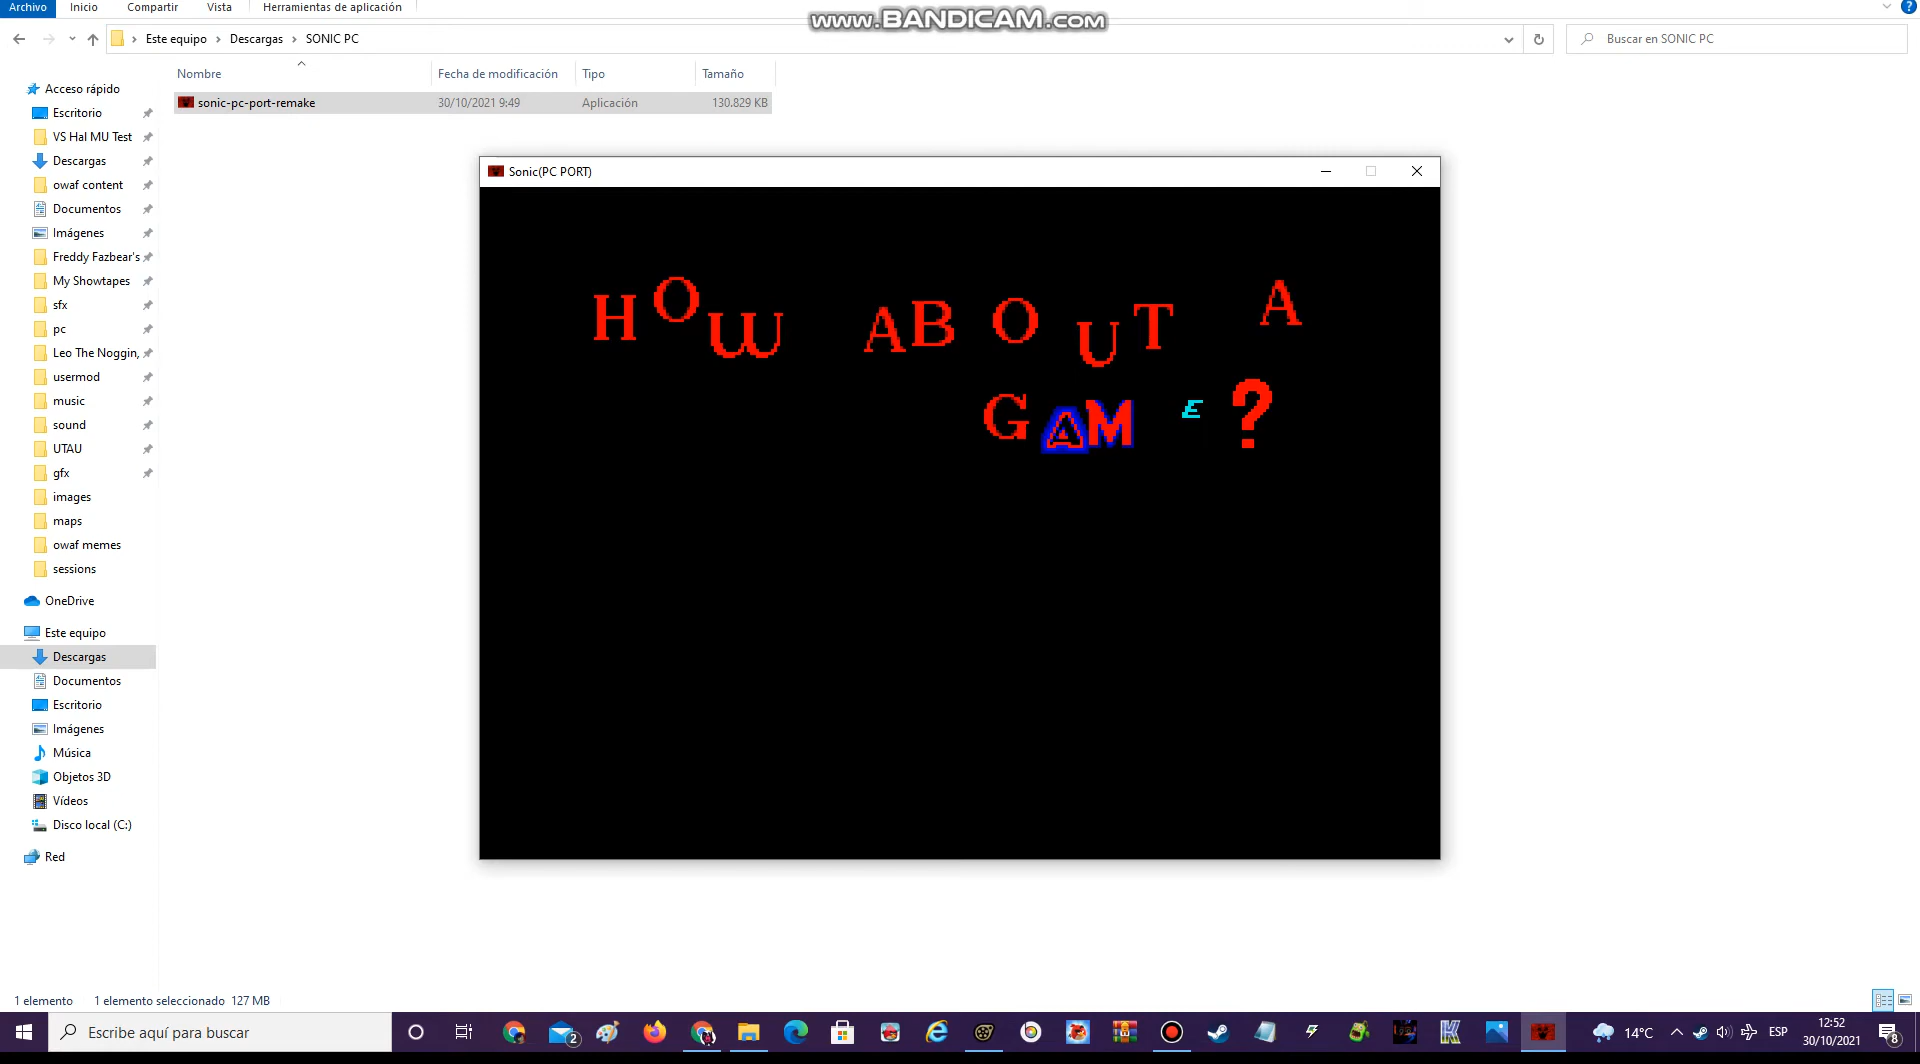 Archivo Inicio Compartir Vista Herramientas de aplicación
www.BANDICAM.com
Este equipo Descargas SONIC PC
Buscar en SONIC PC
Nombre Fecha de modificación Tipo Tamaño
sonic-pc-port-remake 30/10/2021 9:49 Aplicación 130.829 KB
Acceso rápido
Escritorio
VS Hal MU Test
Descargas
owaf content
Documentos
Imágenes
Freddy Fazbear's
My Showtapes
sfx
pc
Leo The Noggin,
usermod
music
sound
UTAU
gfx
images
maps
owaf memes
sessions
OneDrive
Este equipo
Descargas
Documentos
Escritorio
Imágenes
Música
Objetos 3D
Vídeos
Disco local (C:)
Red
Sonic(PC PORT)
HOW ABOUT A
GAME?
1 elemento 1 elemento seleccionado 127 MB
Escribe aquí para buscar
2
14°C
ESP
12:52
30/10/2021
8